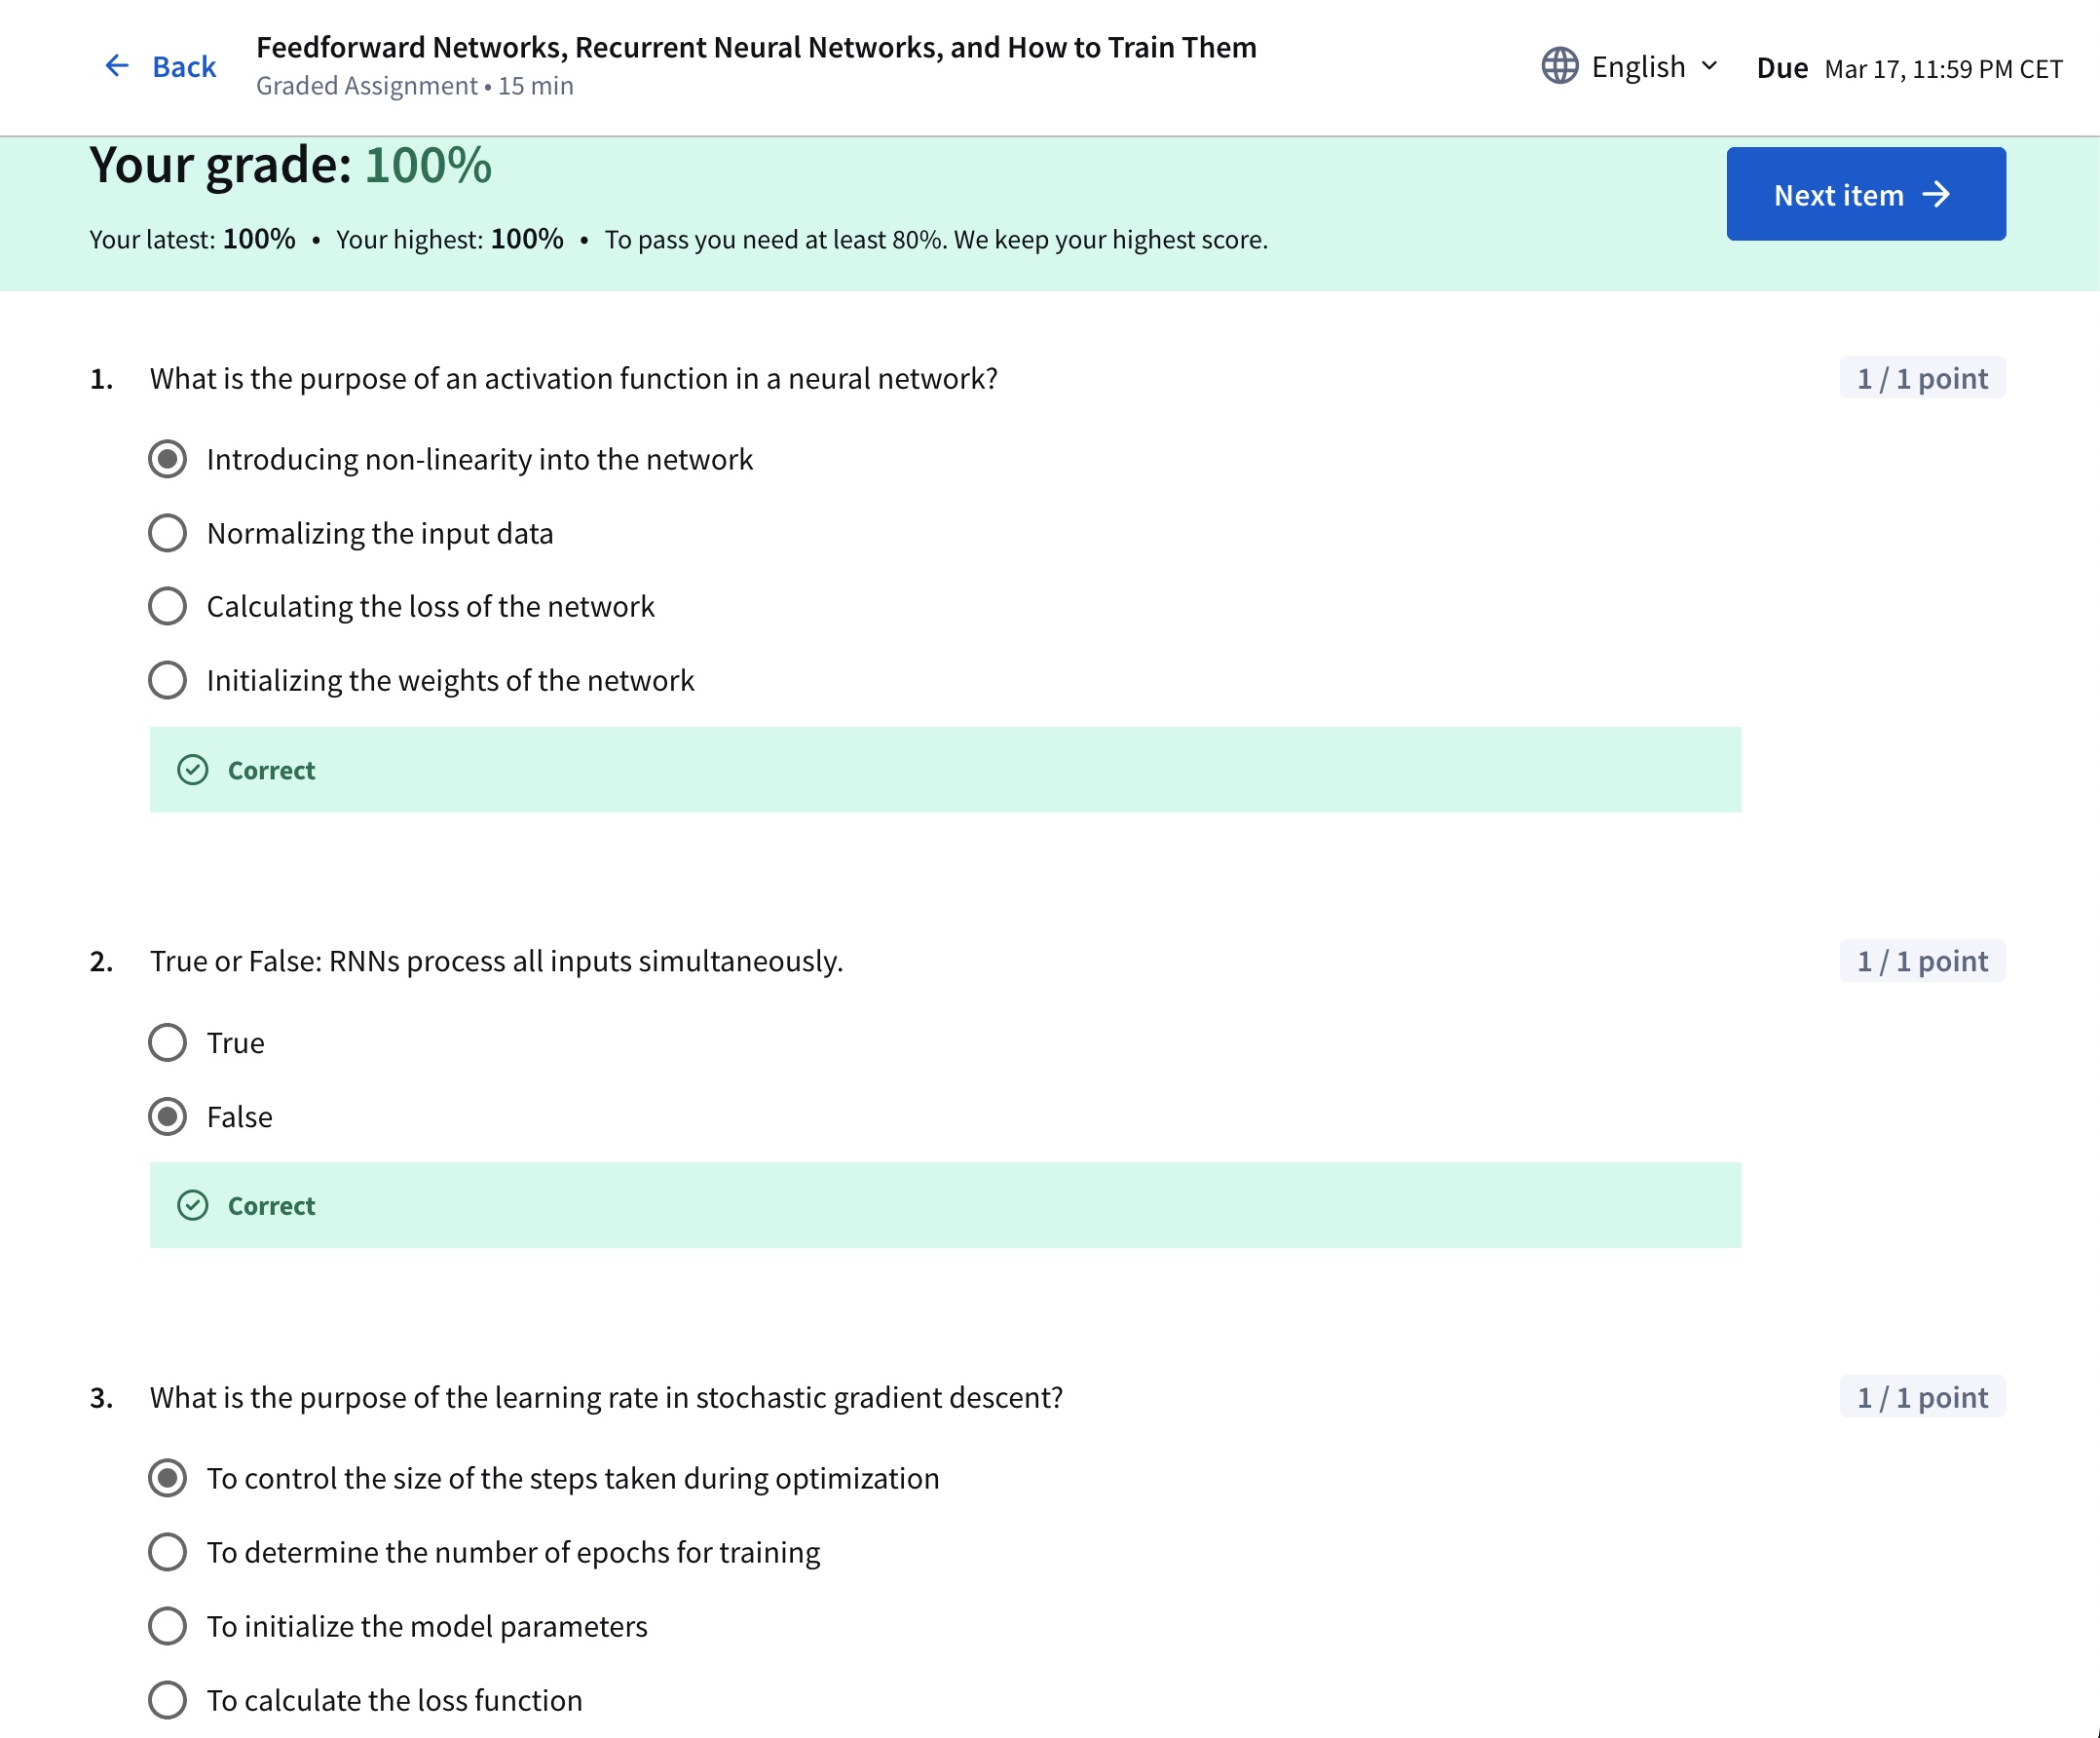 Back
Feedforward Networks, Recurrent Neural Networks, and How to Train Them
Graded Assignment • 15 min
English
Due Mar 17, 11:59 PM CET
Your grade: 100%
Your latest: 100% • Your highest: 100% • To pass you need at least 80%. We keep your highest score.
Next item
1. What is the purpose of an activation function in a neural network?
1 / 1 point
Introducing non-linearity into the network
Normalizing the input data
Calculating the loss of the network
Initializing the weights of the network
Correct
2. True or False: RNNs process all inputs simultaneously.
1 / 1 point
True
False
Correct
3. What is the purpose of the learning rate in stochastic gradient descent?
1 / 1 point
To control the size of the steps taken during optimization
To determine the number of epochs for training
To initialize the model parameters
To calculate the loss function